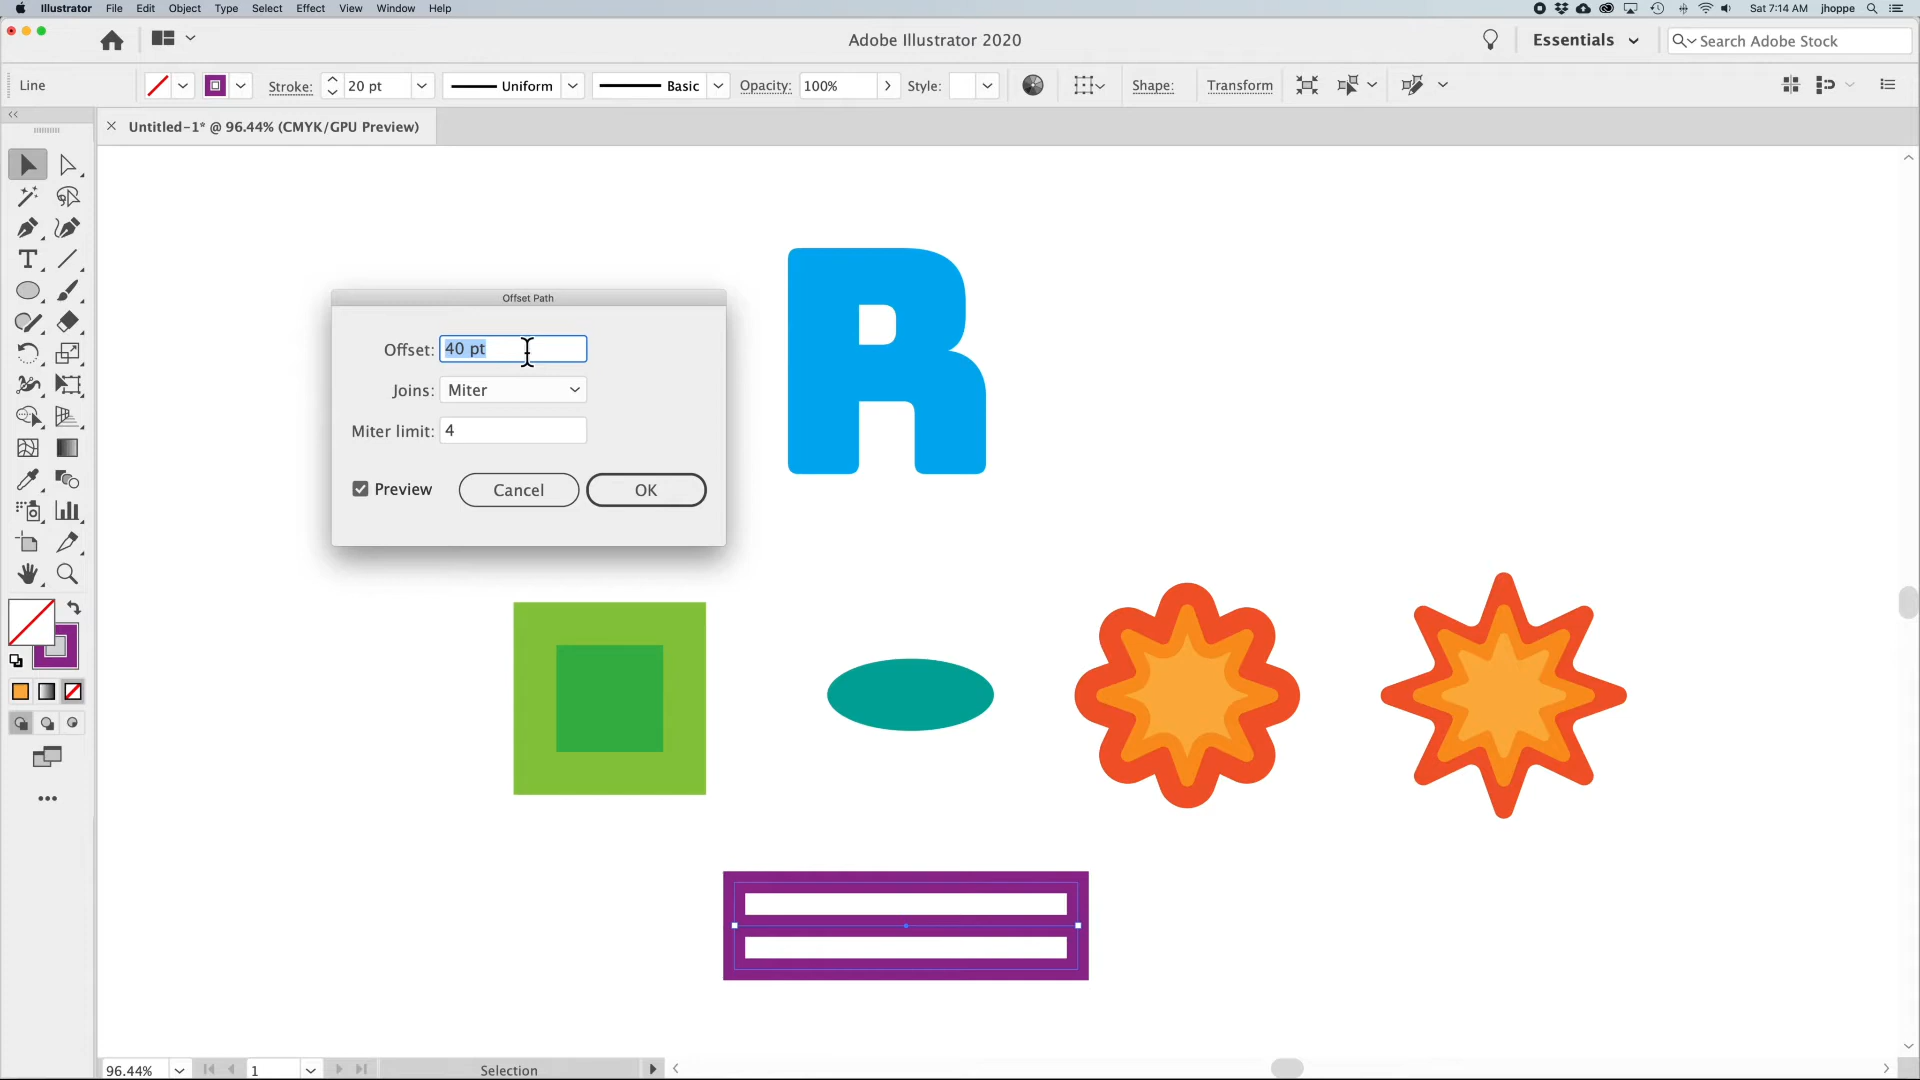 Illustrator File Edit Object Type Select Effect View Window Help
Sat 7:14 AM jhoppe
Adobe Illustrator 2020
Essentials
Search Adobe Stock
Line
Stroke: 20 pt
Uniform
Basic
Opacity: 100%
Style:
Shape:
Transform
Untitled-1* @ 96.44% (CMYK/GPU Preview)
Offset Path
Offset: 40 pt
Joins: Miter
Miter limit: 4
Preview
Cancel
OK
R
96.44%
1
Selection